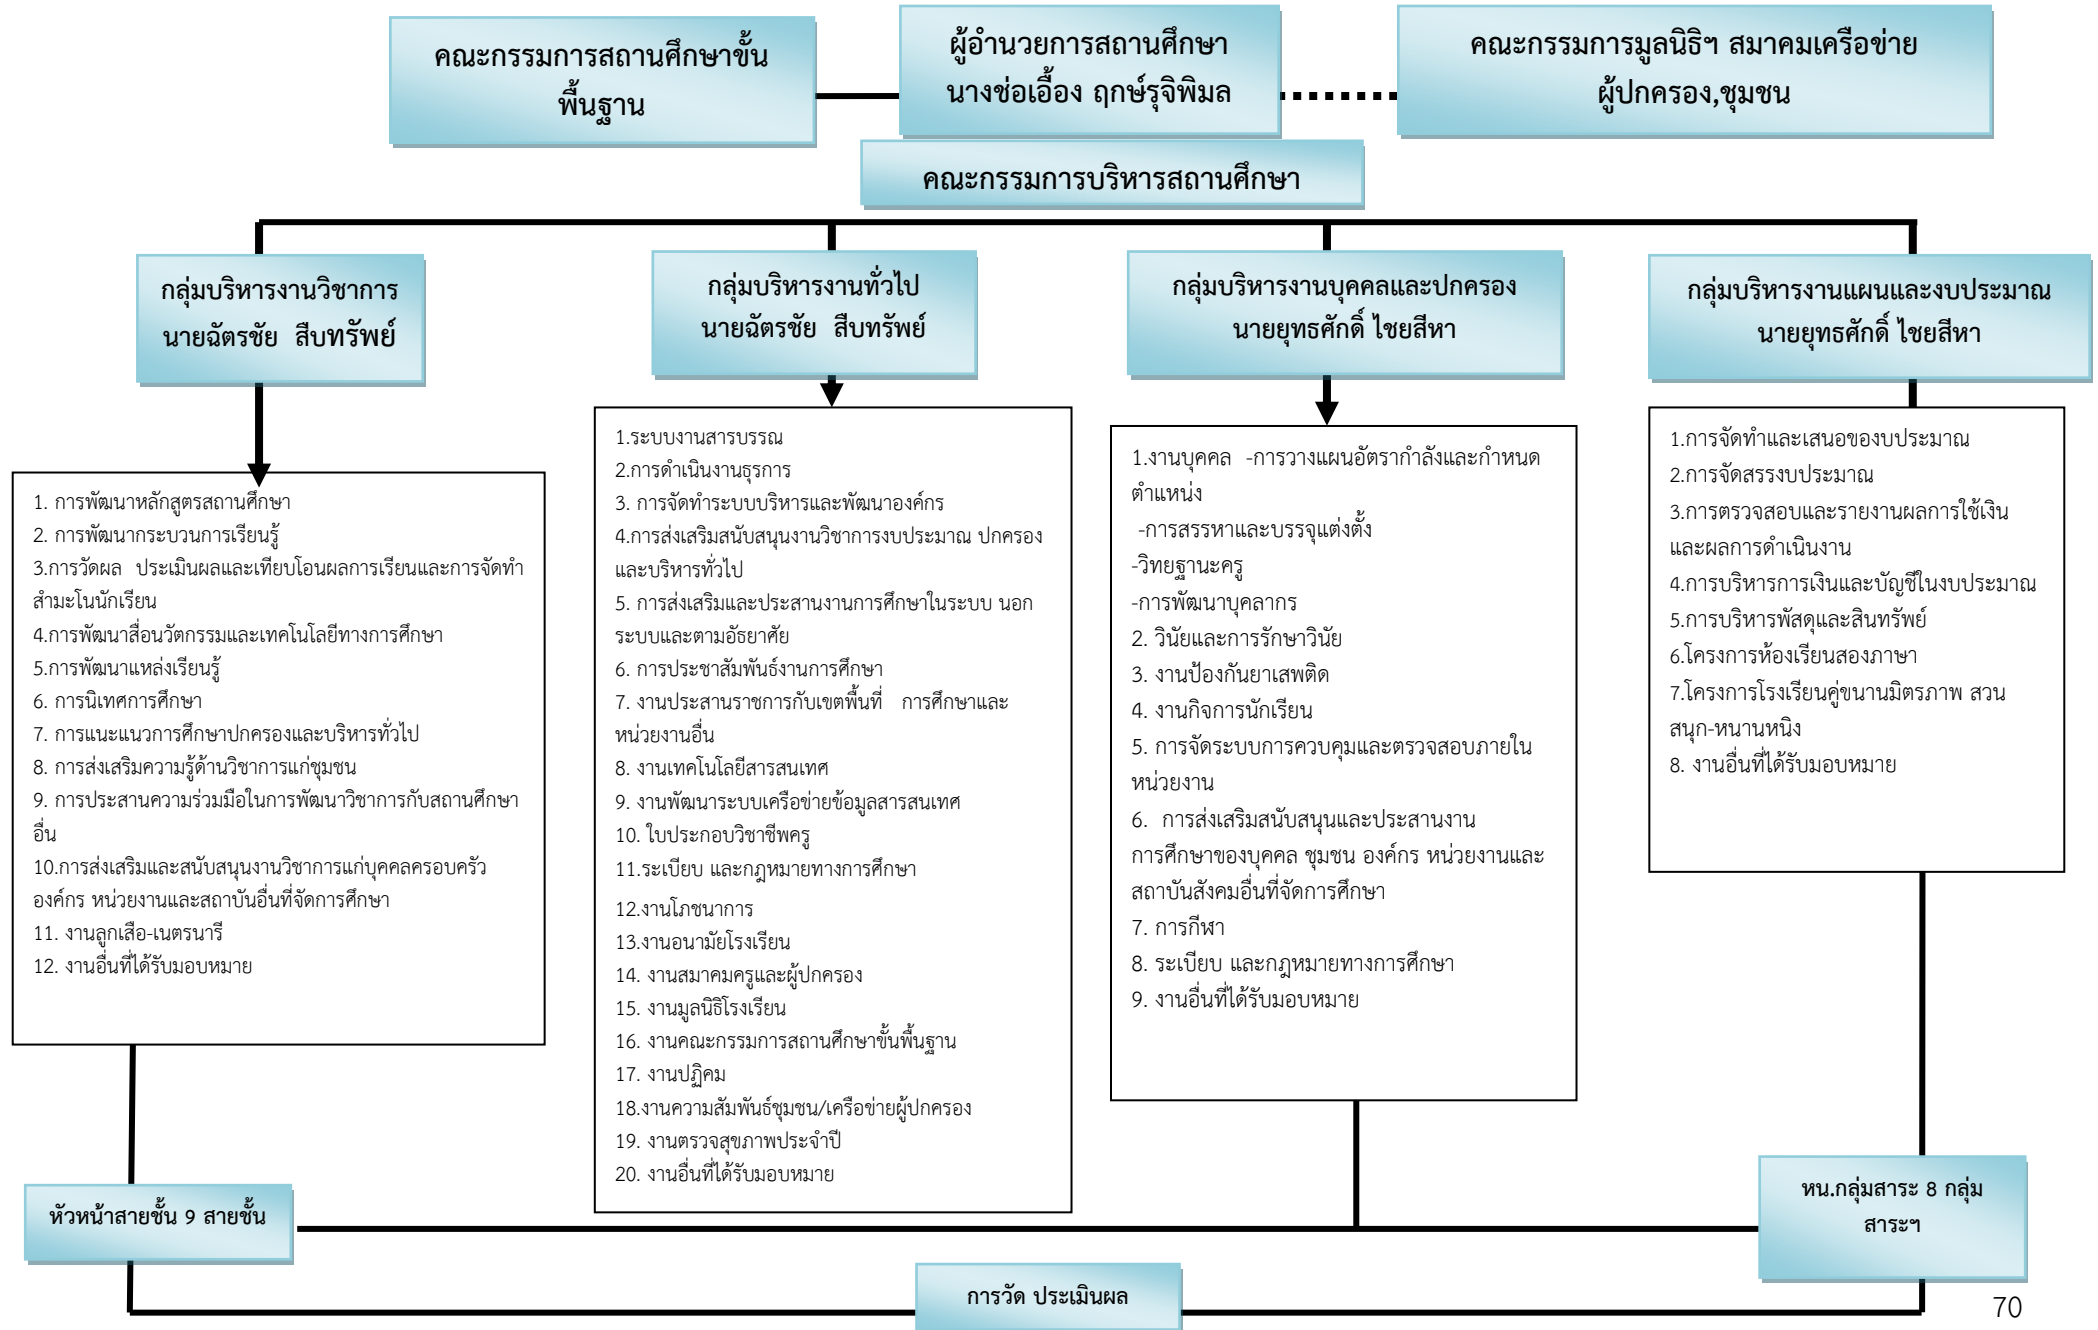 คณะกรรมการสถานศึกษาขั้น
พื้นฐาน
ผู้อำนวยการสถานศึกษา
นางช่อเอื้อง ฤกษ์รุจิพิมล
คณะกรรมการมูลนิธิฯ สมาคมเครือข่าย
ผู้ปกครอง,ชุมชน
คณะกรรมการบริหารสถานศึกษา
กลุ่มบริหารงานวิชาการ
นายฉัตรชัย สืบทรัพย์
กลุ่มบริหารงานทั่วไป
นายฉัตรชัย สืบทรัพย์
กลุ่มบริหารงานบุคคลและปกครอง
นายยุทธศักดิ์ ไชยสีหา
กลุ่มบริหารงานแผนและงบประมาณ
นายยุทธศักดิ์ ไชยสีหา
1. การพัฒนาหลักสูตรสถานศึกษา
2. การพัฒนากระบวนการเรียนรู้
3.การวัดผล ประเมินผลและเทียบโอนผลการเรียนและการจัดทำ
สำมะโนนักเรียน
4.การพัฒนาสื่อนวัตกรรมและเทคโนโลยีทางการศึกษา
5.การพัฒนาแหล่งเรียนรู้
6. การนิเทศการศึกษา
7. การแนะแนวการศึกษาปกครองและบริหารทั่วไป
8. การส่งเสริมความรู้ด้านวิชาการแก่ชุมชน
9. การประสานความร่วมมือในการพัฒนาวิชาการกับสถานศึกษา
อื่น
10.การส่งเสริมและสนับสนุนงานวิชาการแก่บุคคลครอบครัว
องค์กร หน่วยงานและสถาบันอื่นที่จัดการศึกษา
11. งานลูกเสือ-เนตรนารี
12. งานอื่นที่ได้รับมอบหมาย
1.ระบบงานสารบรรณ
2.การดำเนินงานธุรการ
3. การจัดทำระบบบริหารและพัฒนาองค์กร
4.การส่งเสริมสนับสนุนงานวิชาการงบประมาณ ปกครอง
และบริหารทั่วไป
5. การส่งเสริมและประสานงานการศึกษาในระบบ นอก
ระบบและตามอัธยาศัย
6. การประชาสัมพันธ์งานการศึกษา
7. งานประสานราชการกับเขตพื้นที่ การศึกษาและ
หน่วยงานอื่น
8. งานเทคโนโลยีสารสนเทศ
9. งานพัฒนาระบบเครือข่ายข้อมูลสารสนเทศ
10. ใบประกอบวิชาชีพครู
11.ระเบียบ และกฎหมายทางการศึกษา
12.งานโภชนาการ
13.งานอนามัยโรงเรียน
14. งานสมาคมครูและผู้ปกครอง
15. งานมูลนิธิโรงเรียน
16. งานคณะกรรมการสถานศึกษาขั้นพื้นฐาน
17. งานปฏิคม
18.งานความสัมพันธ์ชุมชน/เครือข่ายผู้ปกครอง
19. งานตรวจสุขภาพประจำปี
20. งานอื่นที่ได้รับมอบหมาย
1.งานบุคคล -การวางแผนอัตรากำลังและกำหนด
ตำแหน่ง
-การสรรหาและบรรจุแต่งตั้ง
-วิทยฐานะครู
-การพัฒนาบุคลากร
2. วินัยและการรักษาวินัย
3. งานป้องกันยาเสพติด
4. งานกิจการนักเรียน
5. การจัดระบบการควบคุมและตรวจสอบภายใน
หน่วยงาน
6. การส่งเสริมสนับสนุนและประสานงาน
การศึกษาของบุคคล ชุมชน องค์กร หน่วยงานและ
สถาบันสังคมอื่นที่จัดการศึกษา
7. การกีฬา
8. ระเบียบ และกฎหมายทางการศึกษา
9. งานอื่นที่ได้รับมอบหมาย
1.การจัดทำและเสนอของบประมาณ
2.การจัดสรรงบประมาณ
3.การตรวจสอบและรายงานผลการใช้เงิน
และผลการดำเนินงาน
4.การบริหารการเงินและบัญชีในงบประมาณ
5.การบริหารพัสดุและสินทรัพย์
6.โครงการห้องเรียนสองภาษา
7.โครงการโรงเรียนคู่ขนานมิตรภาพ สวน
สนุก-หนานหนิง
8. งานอื่นที่ได้รับมอบหมาย
หัวหน้าสายชั้น 9 สายชั้น
หน.กลุ่มสาระ 8 กลุ่ม
สาระฯ
การวัด ประเมินผล
70